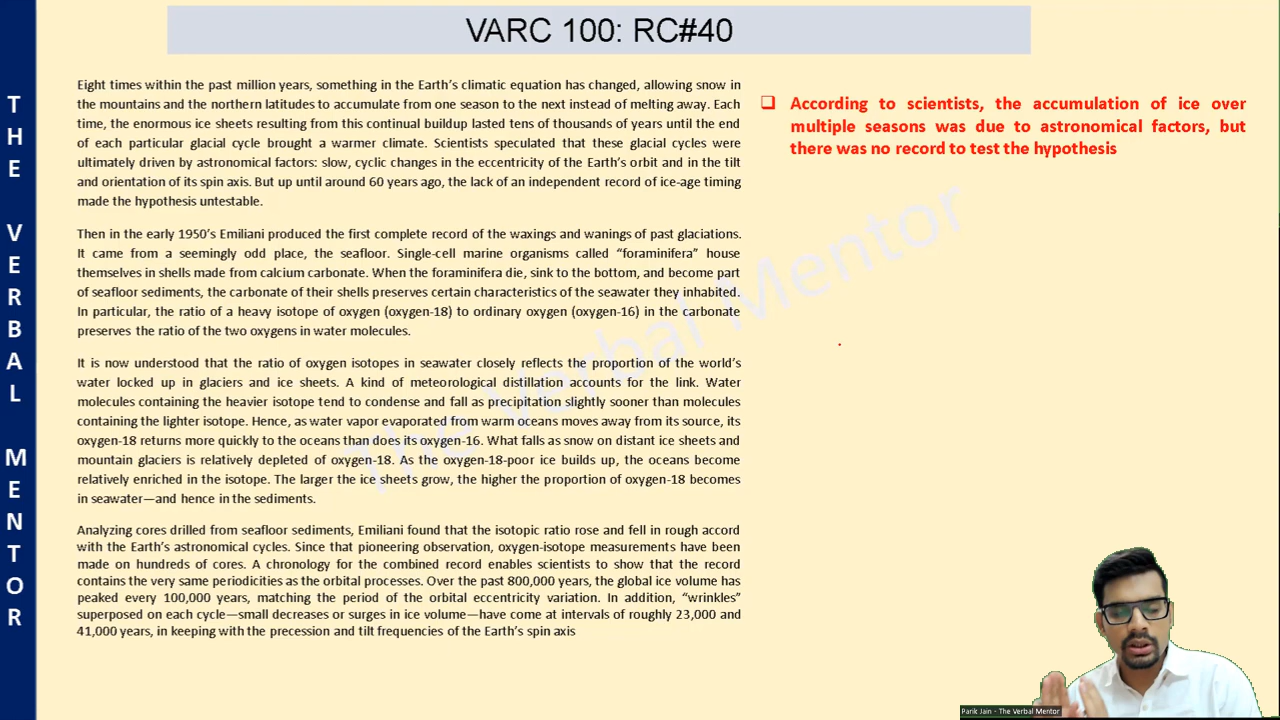 VARC 100: RC#40
THE VERBAL MENTOR
Eight times within the past million years, something in the Earth's climatic equation has changed, allowing snow in
the mountains and the northern latitudes to accumulate from one season to the next instead of melting away. Each
time, the enormous ice sheets resulting from this continual buildup lasted tens of thousands of years until the end
of each particular glacial cycle brought a warmer climate. Scientists speculated that these glacial cycles were
ultimately driven by astronomical factors: slow, cyclic changes in the eccentricity of the Earth's orbit and in the tilt
and orientation of its spin axis. But up until around 60 years ago, the lack of an independent record of ice-age timing
made the hypothesis untestable.
Then in the early 1950's Emiliani produced the first complete record of the waxings and wanings of past glaciations.
It came from a seemingly odd place, the seafloor. Single-cell marine organisms called "foraminifera" house
themselves in shells made from calcium carbonate. When the foraminifera die, sink to the bottom, and become part
of seafloor sediments, the carbonate of their shells preserves certain characteristics of the seawater they inhabited.
In particular, the ratio of a heavy isotope of oxygen (oxygen-18) to ordinary oxygen (oxygen-16) in the carbonate
preserves the ratio of the two oxygens in water molecules.
It is now understood that the ratio of oxygen isotopes in seawater closely reflects the proportion of the world's
water locked up in glaciers and ice sheets. A kind of meteorological distillation accounts for the link. Water
molecules containing the heavier isotope tend to condense and fall as precipitation slightly sooner than molecules
containing the lighter isotope. Hence, as water vapor evaporated from warm oceans moves away from its source, its
oxygen-18 returns more quickly to the oceans than does its oxygen-16. What falls as snow on distant ice sheets and
mountain glaciers is relatively depleted of oxygen-18. As the oxygen-18-poor ice builds up, the oceans become
relatively enriched in the isotope. The larger the ice sheets grow, the higher the proportion of oxygen-18 becomes
in seawater—and hence in the sediments.
Analyzing cores drilled from seafloor sediments, Emiliani found that the isotopic ratio rose and fell in rough accord
with the Earth's astronomical cycles. Since that pioneering observation, oxygen-isotope measurements have been
made on hundreds of cores. A chronology for the combined record enables scientists to show that the record
contains the very same periodicities as the orbital processes. Over the past 800,000 years, the global ice volume has
peaked every 100,000 years, matching the period of the orbital eccentricity variation. In addition, "wrinkles"
superposed on each cycle—small decreases or surges in ice volume—have come at intervals of roughly 23,000 and
41,000 years, in keeping with the precession and tilt frequencies of the Earth's spin axis
According to scientists, the accumulation of ice over
multiple seasons was due to astronomical factors, but
there was no record to test the hypothesis
The Verbal Mentor
Parik Jain - The Verbal Mentor